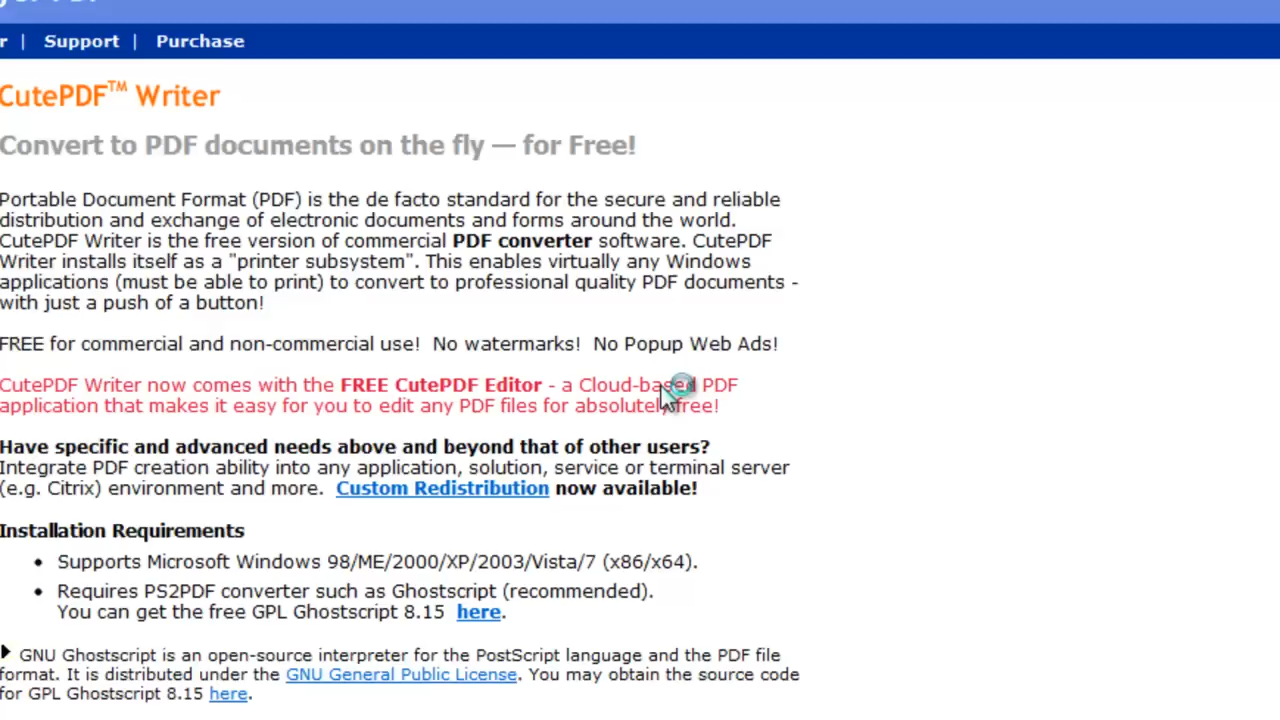 r | Support | Purchase
CutePDF™ Writer
Convert to PDF documents on the fly — for Free!
Portable Document Format (PDF) is the de facto standard for the secure and reliable
distribution and exchange of electronic documents and forms around the world.
CutePDF Writer is the free version of commercial PDF converter software. CutePDF
Writer installs itself as a "printer subsystem". This enables virtually any Windows
applications (must be able to print) to convert to professional quality PDF documents -
with just a push of a button!
FREE for commercial and non-commercial use! No watermarks! No Popup Web Ads!
CutePDF Writer now comes with the FREE CutePDF Editor - a Cloud-based PDF
application that makes it easy for you to edit any PDF files for absolutely free!
Have specific and advanced needs above and beyond that of other users?
Integrate PDF creation ability into any application, solution, service or terminal server
(e.g. Citrix) environment and more. Custom Redistribution now available!
Installation Requirements
• Supports Microsoft Windows 98/ME/2000/XP/2003/Vista/7 (x86/x64).
• Requires PS2PDF converter such as Ghostscript (recommended).
You can get the free GPL Ghostscript 8.15 here.
GNU Ghostscript is an open-source interpreter for the PostScript language and the PDF file
format. It is distributed under the GNU General Public License. You may obtain the source code
for GPL Ghostscript 8.15 here.